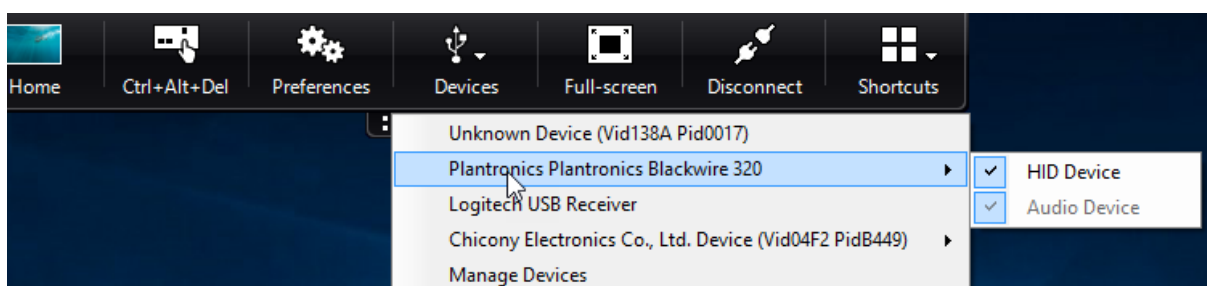 Home Ctrl+Alt+Del Preferences Devices Full-screen Disconnect Shortcuts
Unknown Device (Vid138A Pid0017)
Plantronics Plantronics Blackwire 320
HID Device
Logitech USB Receiver
Audio Device
Chicony Electronics Co., Ltd. Device (Vid04F2 PidB449)
Manage Devices